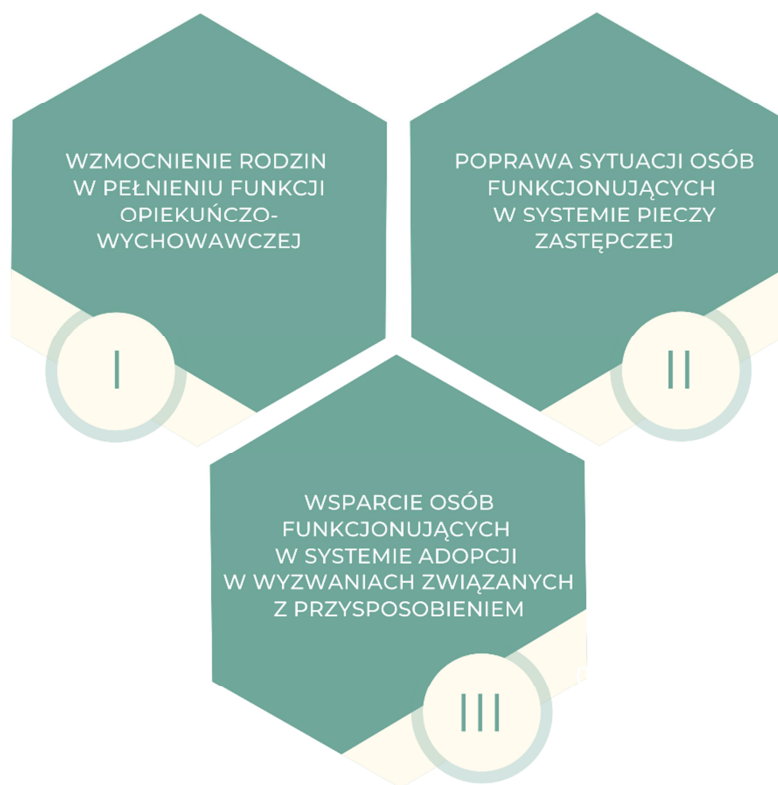 WZMOCNIENIE RODZIN
W PEŁNIENIU FUNKCJI
OPIEKUŃCZO-
WYCHOWAWCZEJ
I
POPRAWA SYTUACJI OSÓB
FUNKCJONUJĄCYCH
W SYSTEMIE PIECZY
ZASTĘPCZEJ
II
WSPARCIE OSÓB
FUNKCJONUJĄCYCH
W SYSTEMIE ADOPCJI
W WYZWANIACH ZWIĄZANYCH
Z PRZYSPOSOBIENIEM
III